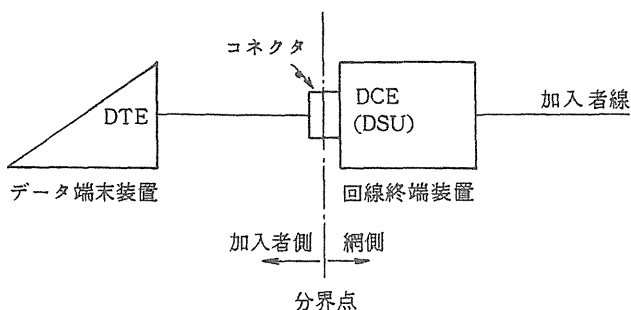 コネクタ
DTE
DCE
(DSU)
加入者線
データ端末装置
回線終端装置
加入者側
網側
分界点